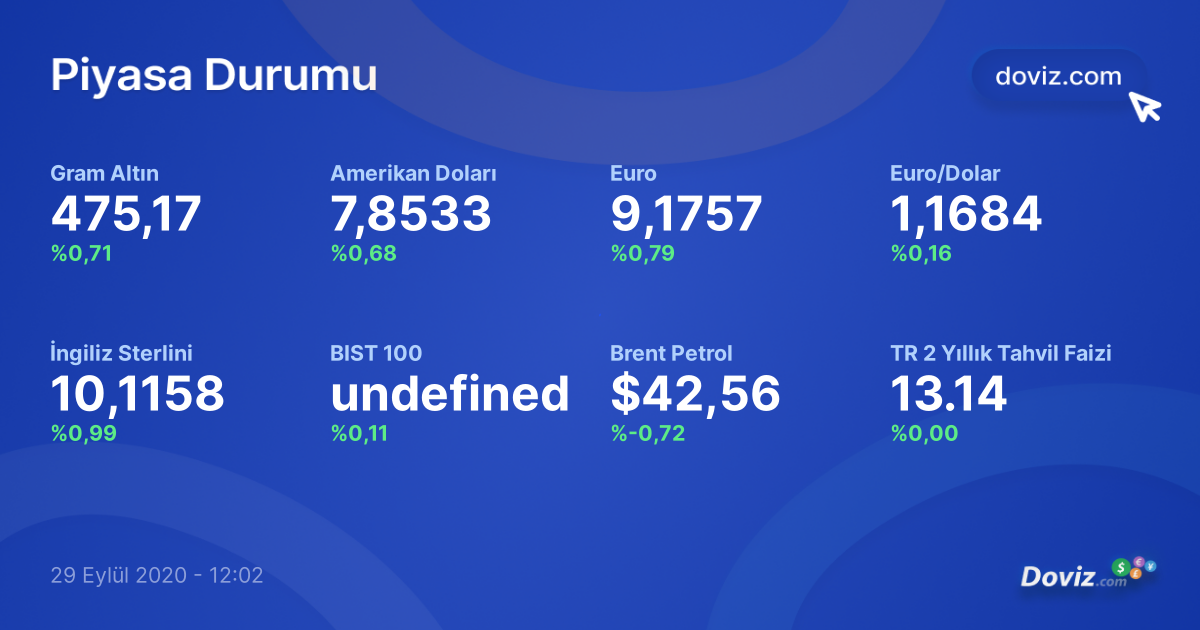 Piyasa Durumu
doviz.com
Gram Altın
475,17
%0,71
Amerikan Doları
7,8533
%0,68
Euro
9,1757
%0,79
Euro/Dolar
1,1684
%0,16
İngiliz Sterlini
10,1158
%0,99
BIST 100
undefined
%0,11
Brent Petrol
$42,56
%-0,72
TR 2 Yıllık Tahvil Faizi
13.14
%0,00
29 Eylül 2020 - 12:02
Doviz.com
$ € £ ¥